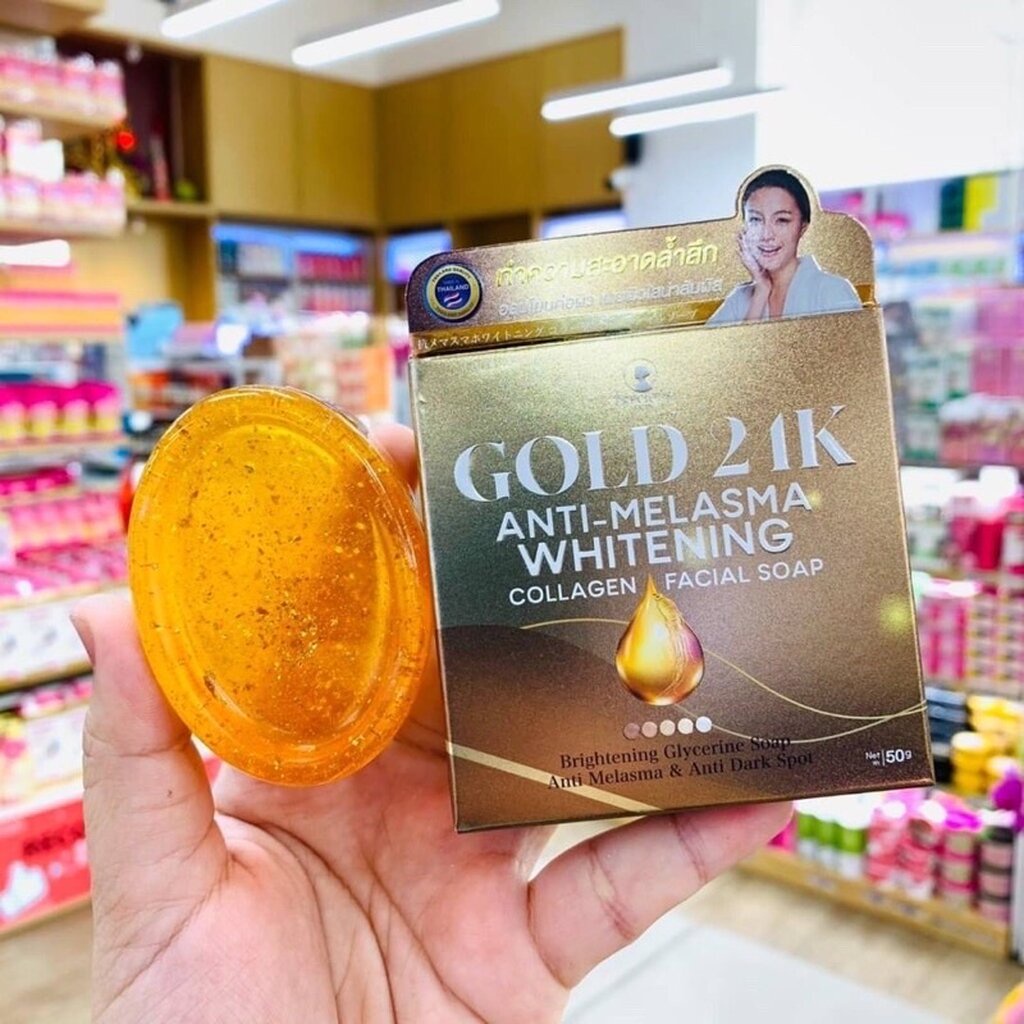 THAILAND
ทำความสะอาดล้ำลึก
GOLD 24K
ANTI-MELASMA
WHITENING
COLLAGEN FACIAL SOAP
Brightening Glycerine Soap
Anti Melasma & Anti Dark Spot
Net
50g